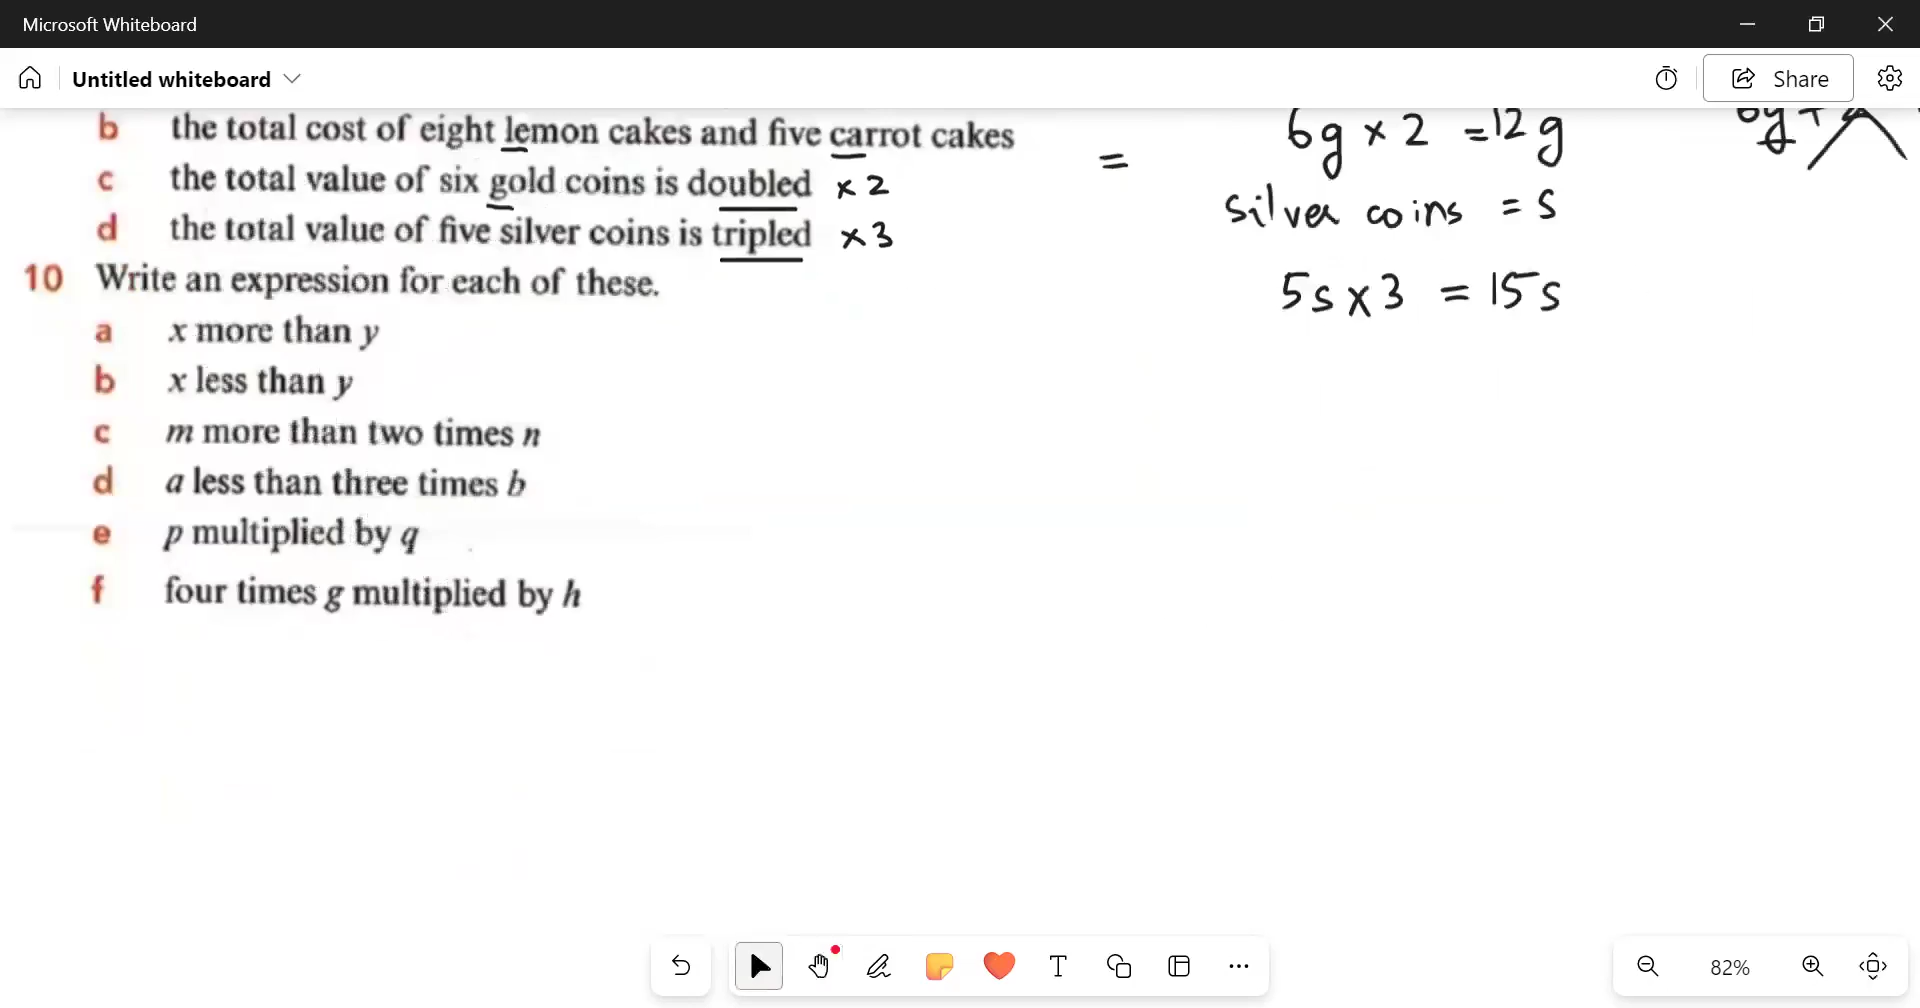 Microsoft Whiteboard
Untitled whiteboard
Share
b the total cost of eight lemon cakes and five carrot cakes
c the total value of six gold coins is doubled × 2
d the total value of five silver coins is tripled × 3
=
6g × 2 = 12 g
silver coins = s
5s × 3 = 15 s
10 Write an expression for each of these.
a x more than y
b x less than y
c m more than two times n
d a less than three times b
e p multiplied by q
f four times g multiplied by h
82%